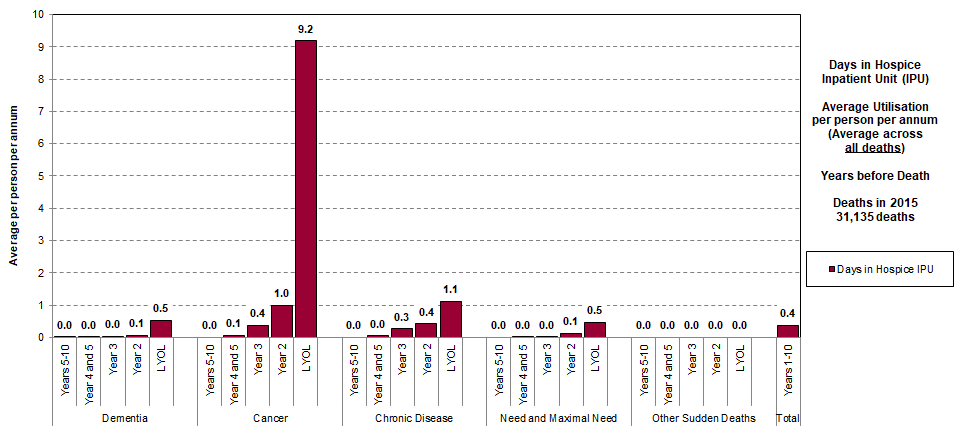 10
9
8
7
6
5
4
3
2
1
0
Average per person per annum
0.0 0.0 0.0 0.1 0.5
0.0 0.1 0.4 1.0 9.2
0.0 0.0 0.3 0.4 1.1
0.0 0.0 0.0 0.1 0.5
0.0 0.0 0.0 0.0 0.0
0.4
Years 5-10
Year 4 and 5
Year 3
Year 2
LYOL
Years 5-10
Year 4 and 5
Year 3
Year 2
LYOL
Years 5-10
Year 4 and 5
Year 3
Year 2
LYOL
Years 5-10
Year 4 and 5
Year 3
Year 2
LYOL
Years 5-10
Year 4 and 5
Year 3
Year 2
LYOL
Years 1-10
Dementia Cancer Chronic Disease Need and Maximal Need Other Sudden Deaths Total
Days in Hospice
Inpatient Unit (IPU)
Average Utilisation
per person per annum
(Average across
all deaths)
Years before Death
Deaths in 2015
31,135 deaths
Days in Hospice IPU